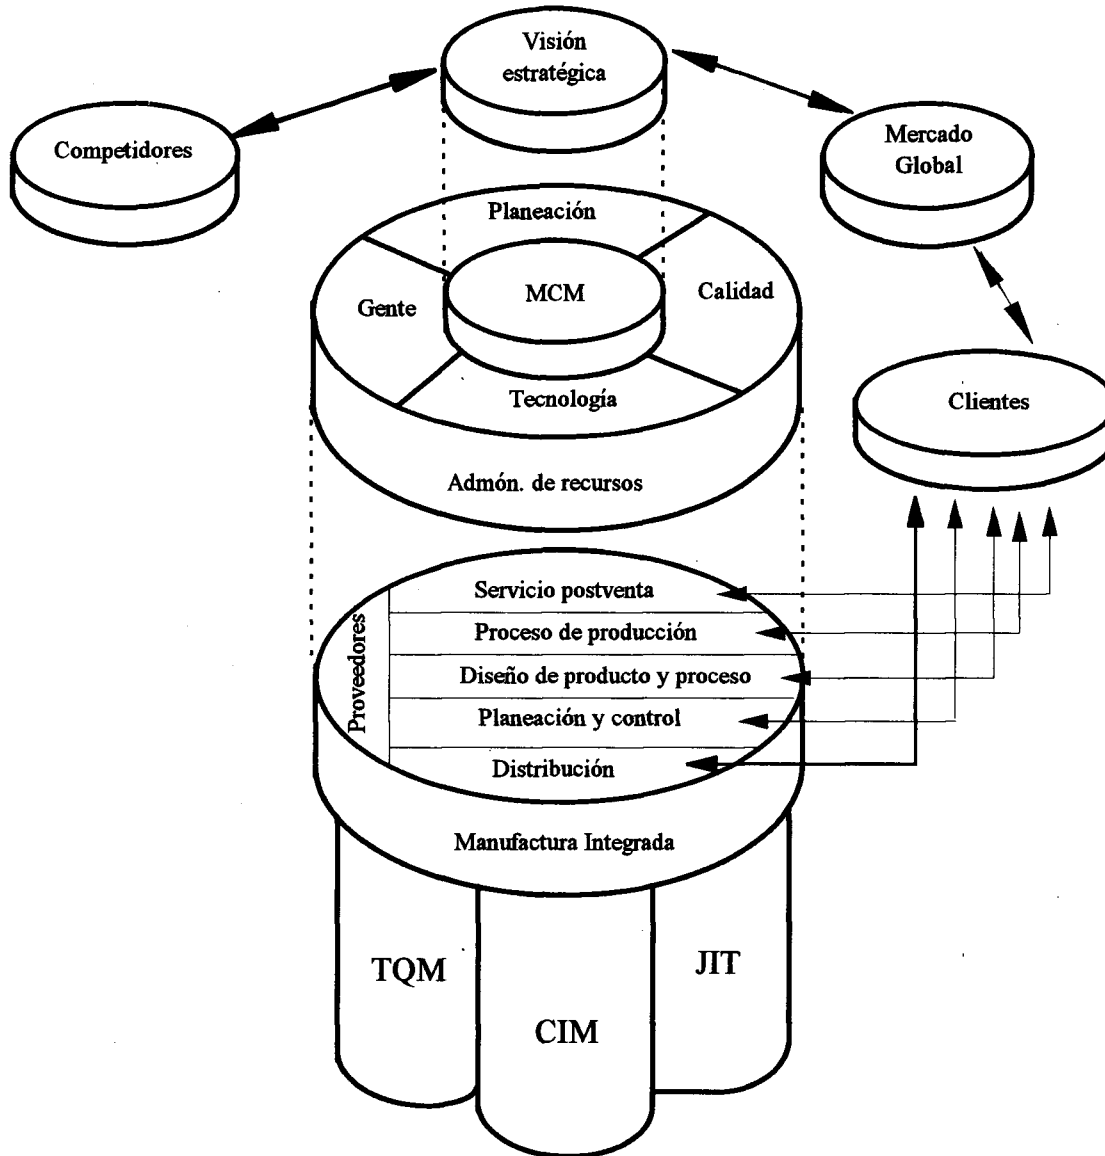 Visión
estratégica
Competidores
Mercado
Global
Planeación
Gente
MCM
Calidad
Tecnología
Clientes
Admón. de recursos
Proveedores
Servicio postventa
Proceso de producción
Diseño de producto y proceso
Planeación y control
Distribución
Manufactura Integrada
TQM
CIM
JIT